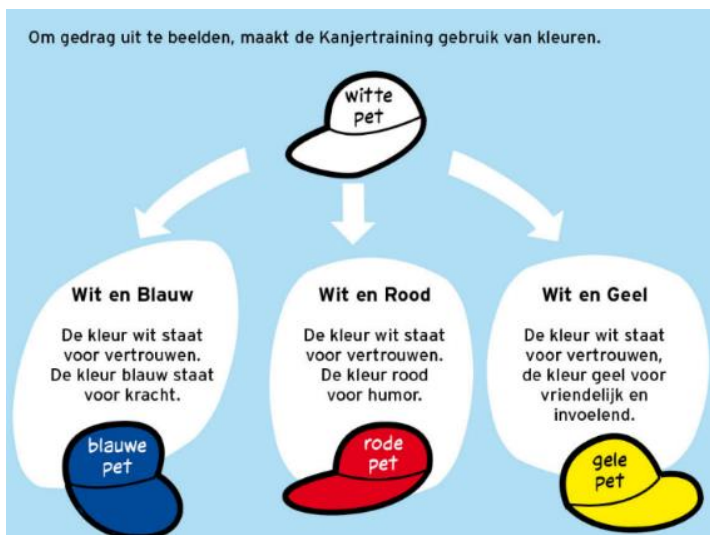 Om gedrag uit te beelden, maakt de Kanjertraining gebruik van kleuren.
witte
pet
Wit en Blauw
De kleur wit staat
voor vertrouwen.
De kleur blauw staat
voor kracht.
blauwe
pet
Wit en Rood
De kleur wit staat
voor vertrouwen.
De kleur rood
voor humor.
rode
pet
Wit en Geel
De kleur wit staat
voor vertrouwen,
de kleur geel voor
vriendelijk en
invoelend.
gele
pet